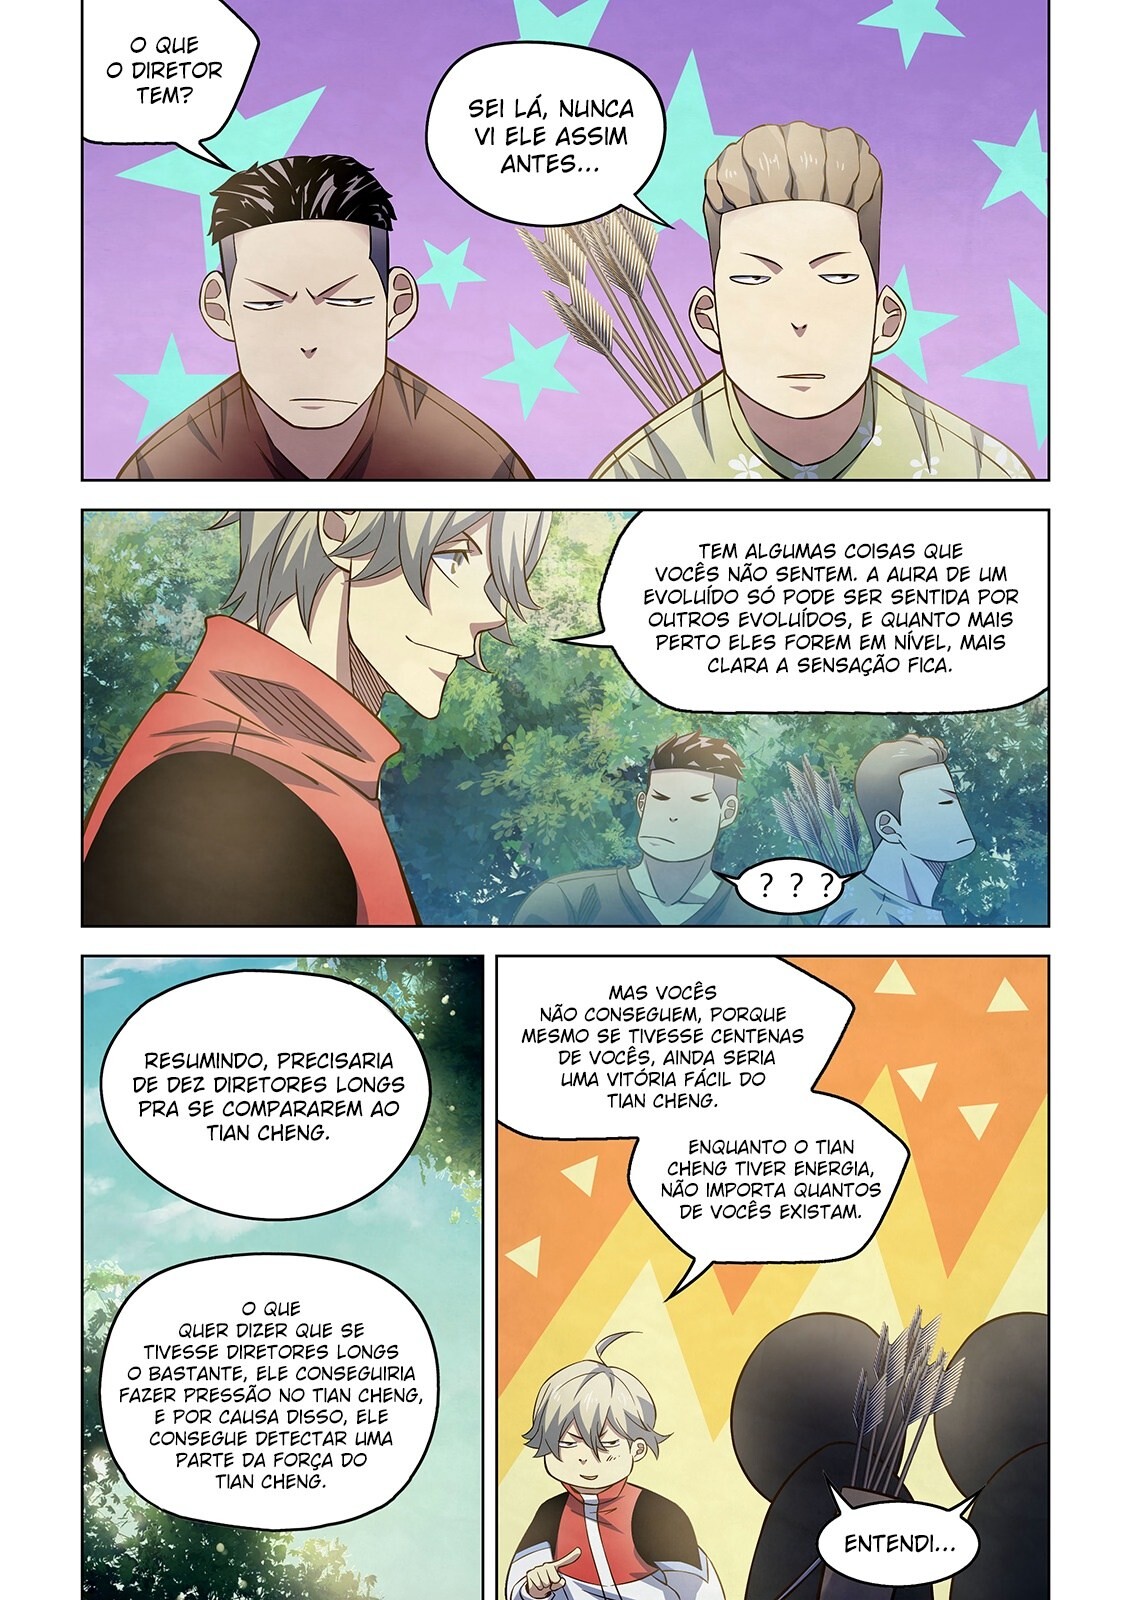 O QUE
O DIRETOR
TEM?
SEI LÁ, NUNCA
VI ELE ASSIM
ANTES...
TEM ALGUMAS COISAS QUE
VOCÊS NÃO SENTEM. A AURA DE UM
EVOLUÍDO SÓ PODE SER SENTIDA POR
OUTROS EVOLUÍDOS, E QUANTO MAIS
PERTO ELES FOREM EM NÍVEL, MAIS
CLARA A SENSAÇÃO FICA.
? ? ?
RESUMINDO, PRECISARIA
DE DEZ DIRETORES LONGS
PRA SE COMPARAREM AO
TIAN CHENG.
O QUE
QUER DIZER QUE SE
TIVESSE DIRETORES LONGS
O BASTANTE, ELE CONSEGUIRIA
FAZER PRESSÃO NO TIAN CHENG,
E POR CAUSA DISSO, ELE
CONSEGUE DETECTAR UMA
PARTE DA FORÇA DO
TIAN CHENG.
MAS VOCÊS
NÃO CONSEGUEM, PORQUE
MESMO SE TIVESSE CENTENAS
DE VOCÊS, AINDA SERIA
UMA VITÓRIA FÁCIL DO
TIAN CHENG.
ENQUANTO O TIAN
CHENG TIVER ENERGIA,
NÃO IMPORTA QUANTOS
DE VOCÊS EXISTAM.
ENTENDI...